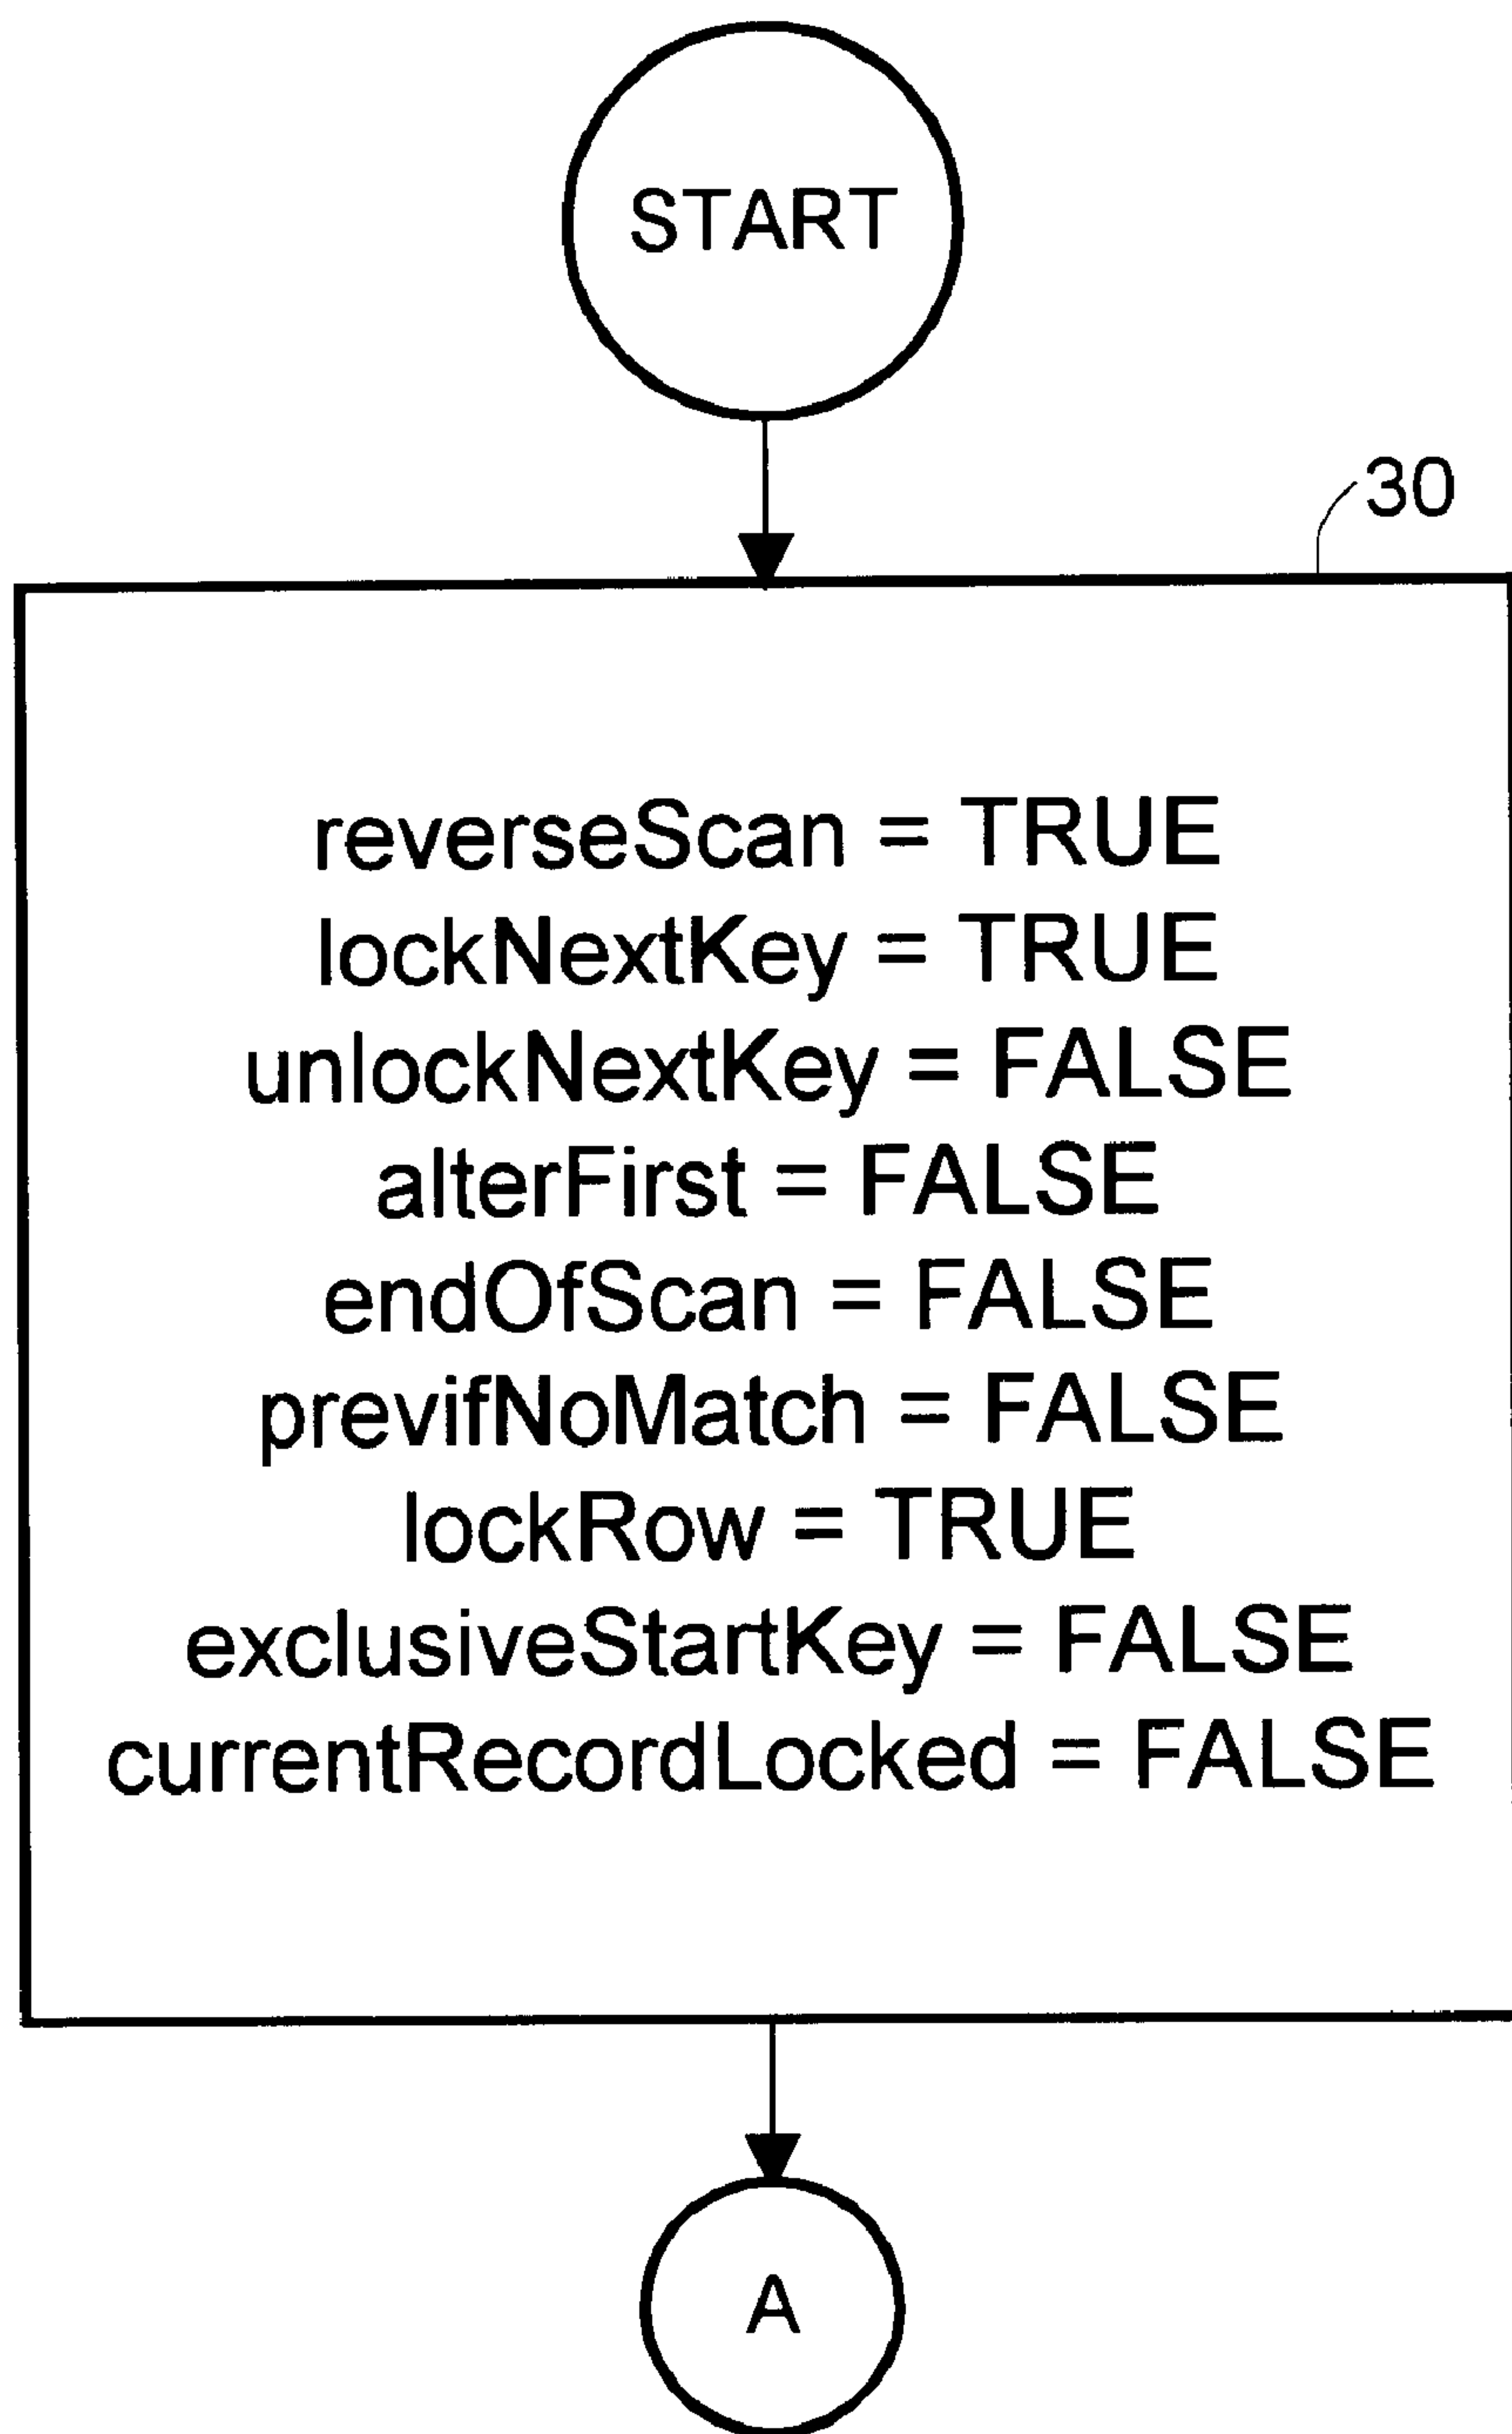 START
30
reverseScan = TRUE
lockNextKey = TRUE
unlockNextKey = FALSE
alterFirst = FALSE
endOfScan = FALSE
previfNoMatch = FALSE
lockRow = TRUE
exclusiveStartKey = FALSE
currentRecordLocked = FALSE
A